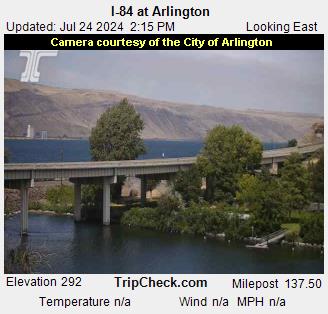 I-84 at Arlington
Updated: Jul 24 2024 2:15 PM Looking East
Camera courtesy of the City of Arlington
Elevation 292 TripCheck.com Milepost 137.50
Temperature n/a Wind n/a MPH n/a